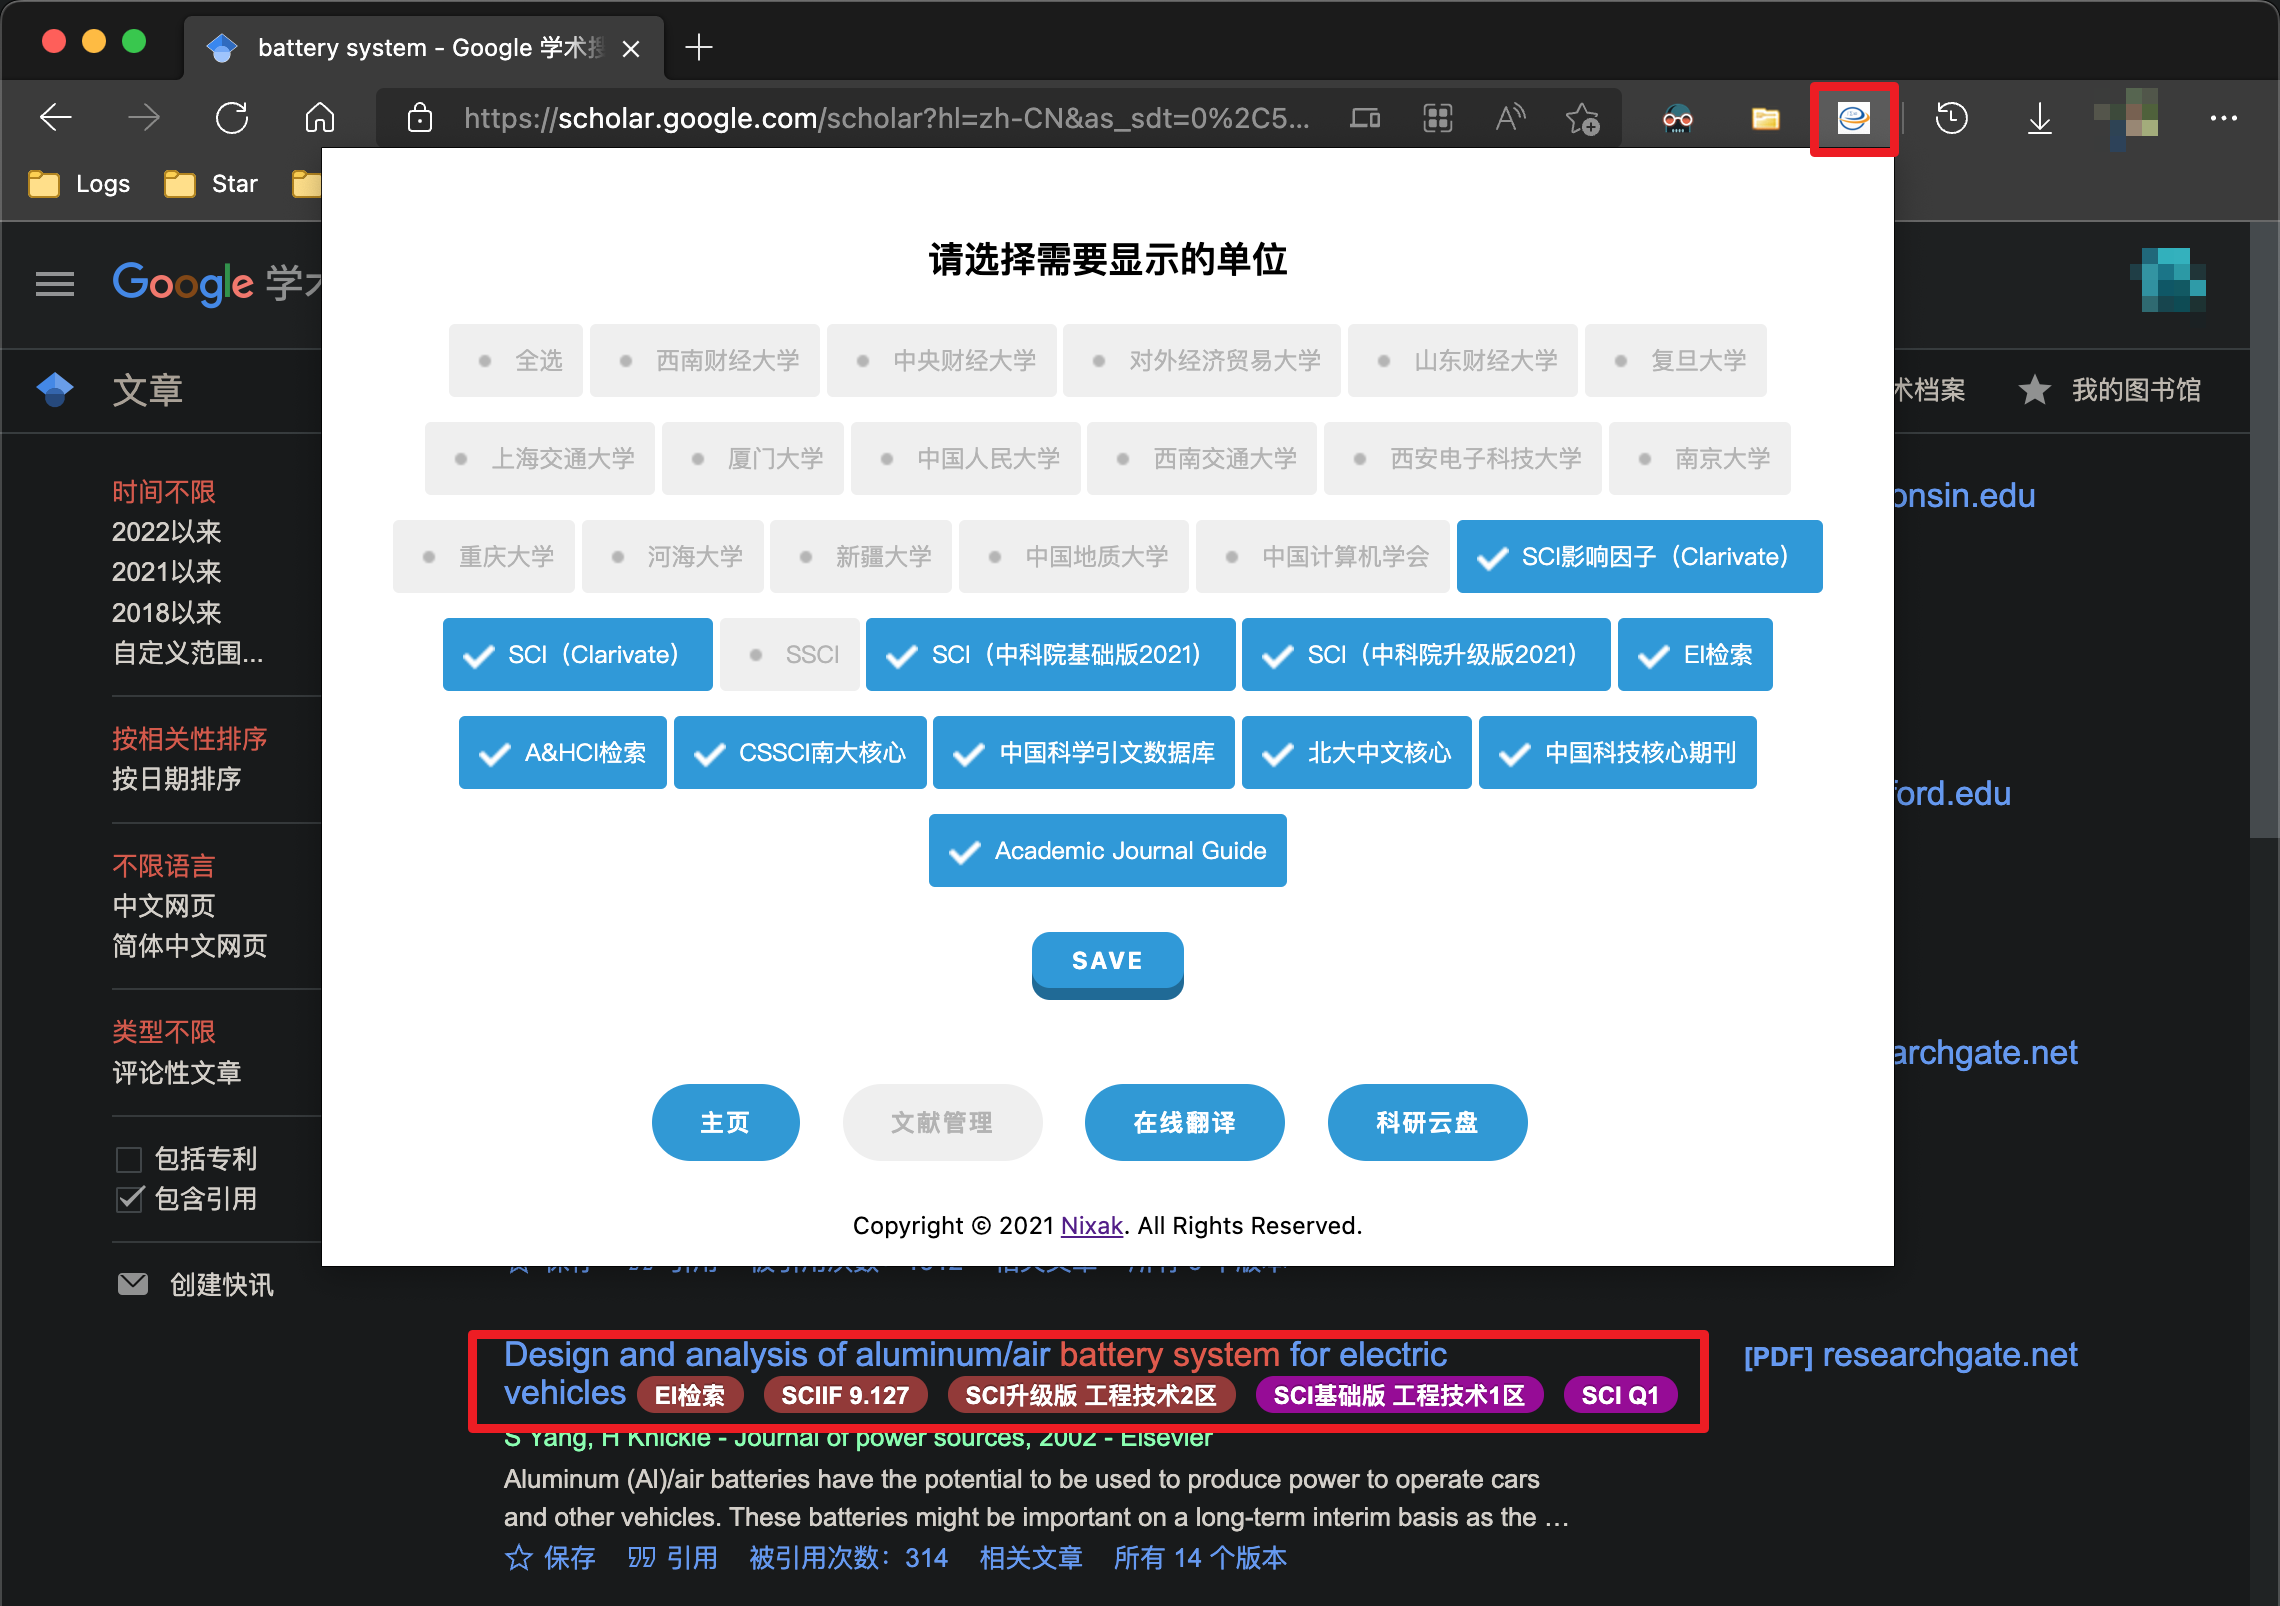 battery system - Google 学术搜
https://scholar.google.com/scholar?hl=zh-CN&as_sdt=0%2C5...
Logs
Star
Google 学术
文章
术档案
我的图书馆
时间不限
2022以来
2021以来
2018以来
自定义范围...
按相关性排序
按日期排序
不限语言
中文网页
简体中文网页
类型不限
评论性文章
包括专利
包含引用
创建快讯
请选择需要显示的单位
全选 西南财经大学 中央财经大学 对外经济贸易大学 山东财经大学 复旦大学
上海交通大学 厦门大学 中国人民大学 西南交通大学 西安电子科技大学 南京大学
重庆大学 河海大学 新疆大学 中国地质大学 中国计算机学会 SCI影响因子（Clarivate）
SCI（Clarivate） SSCI SCI（中科院基础版2021） SCI（中科院升级版2021） EI检索
A&HCI检索 CSSCI南大核心 中国科学引文数据库 北大中文核心 中国科技核心期刊
Academic Journal Guide
SAVE
主页 文献管理 在线翻译 科研云盘
Copyright © 2021 Nixak. All Rights Reserved.
onsin.edu
ford.edu
archgate.net
Design and analysis of aluminum/air battery system for electric
vehicles EI检索 SCIIF 9.127 SCI升级版 工程技术2区 SCI基础版 工程技术1区 SCI Q1
[PDF] researchgate.net
S Yang, H Knickle - Journal of power sources, 2002 - Elsevier
Aluminum (Al)/air batteries have the potential to be used to produce power to operate cars
and other vehicles. These batteries might be important on a long-term interim basis as the …
保存 引用 被引用次数：314 相关文章 所有 14 个版本